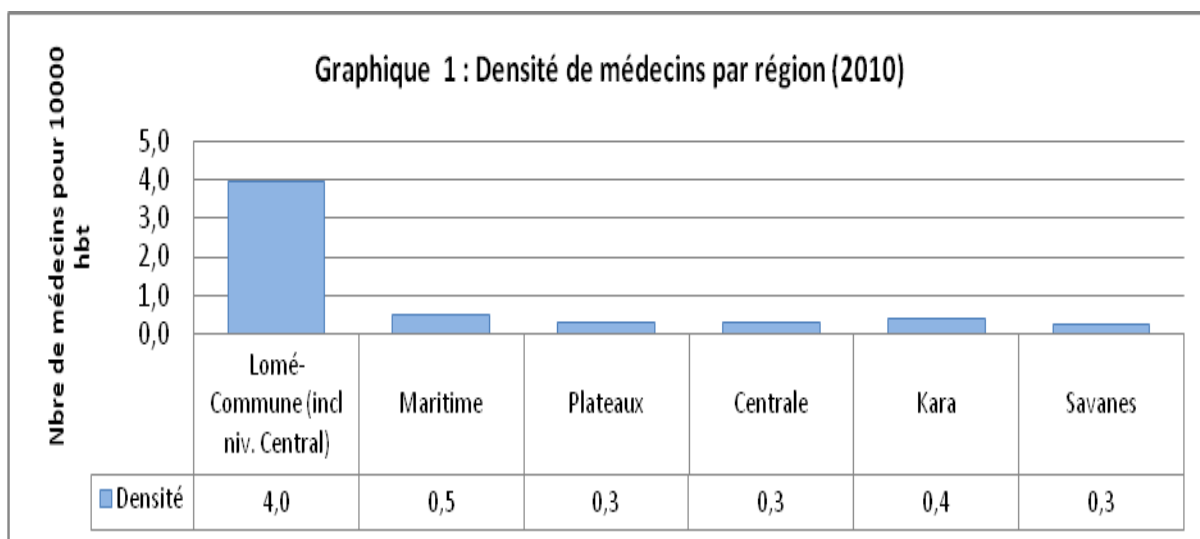 Graphique 1 : Densité de médecins par région (2010)
Nbre de médecins pour 10000
hbt
5,0
4,0
3,0
2,0
1,0
0,0
Lomé-
Commune (incl
niv. Central)
Maritime
Plateaux
Centrale
Kara
Savanes
Densité 4,0 0,5 0,3 0,3 0,4 0,3